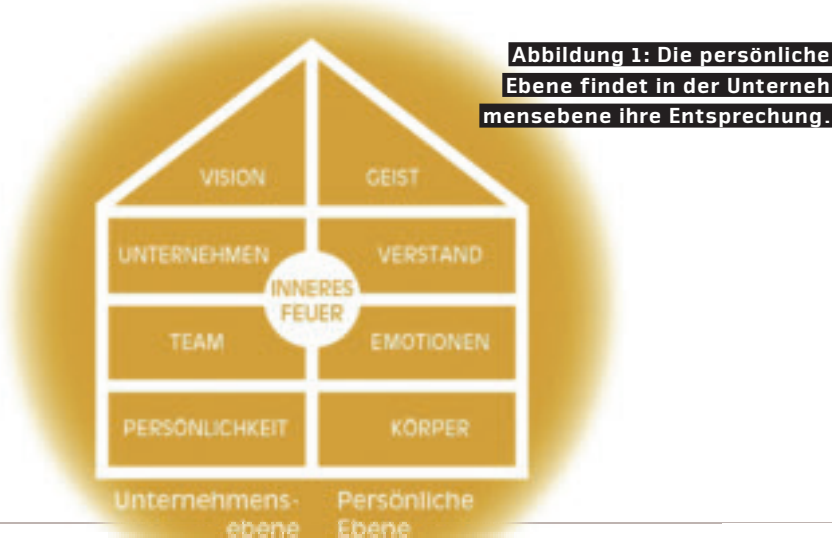 Abbildung 1: Die persönliche
Ebene findet in der Unterneh
mensebene ihre Entsprechung.
VISION GEIST
UNTERNEHMEN VERSTAND
INNERES
FEUER
TEAM EMOTIONEN
PERSÖNLICHKEIT KÖRPER
Unternehmens- Persönliche
ebene Ebene